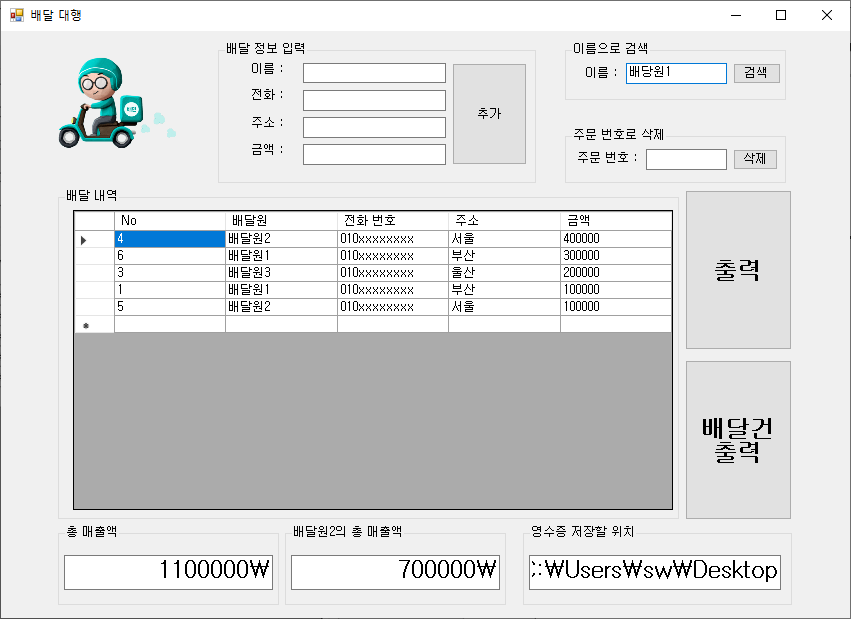 배달 대행
배달 정보 입력
이름 :
전화 :
주소 :
금액 :
추가
이름으로 검색
이름 : 배달원1 검색
주문 번호로 삭제
주문 번호 : 삭제
배민
배달 내역
No 배달원 전화 번호 주소 금액
4 배달원2 010xxxxxxxx 서울 400000
6 배달원1 010xxxxxxxx 부산 300000
3 배달원3 010xxxxxxxx 울산 200000
1 배달원1 010xxxxxxxx 부산 100000
5 배달원2 010xxxxxxxx 서울 100000
출력
배달건
출력
총 매출액
1100000₩
배달원2의 총 매출액
700000₩
영수증 저장할 위치
:₩Users₩sw₩Desktop